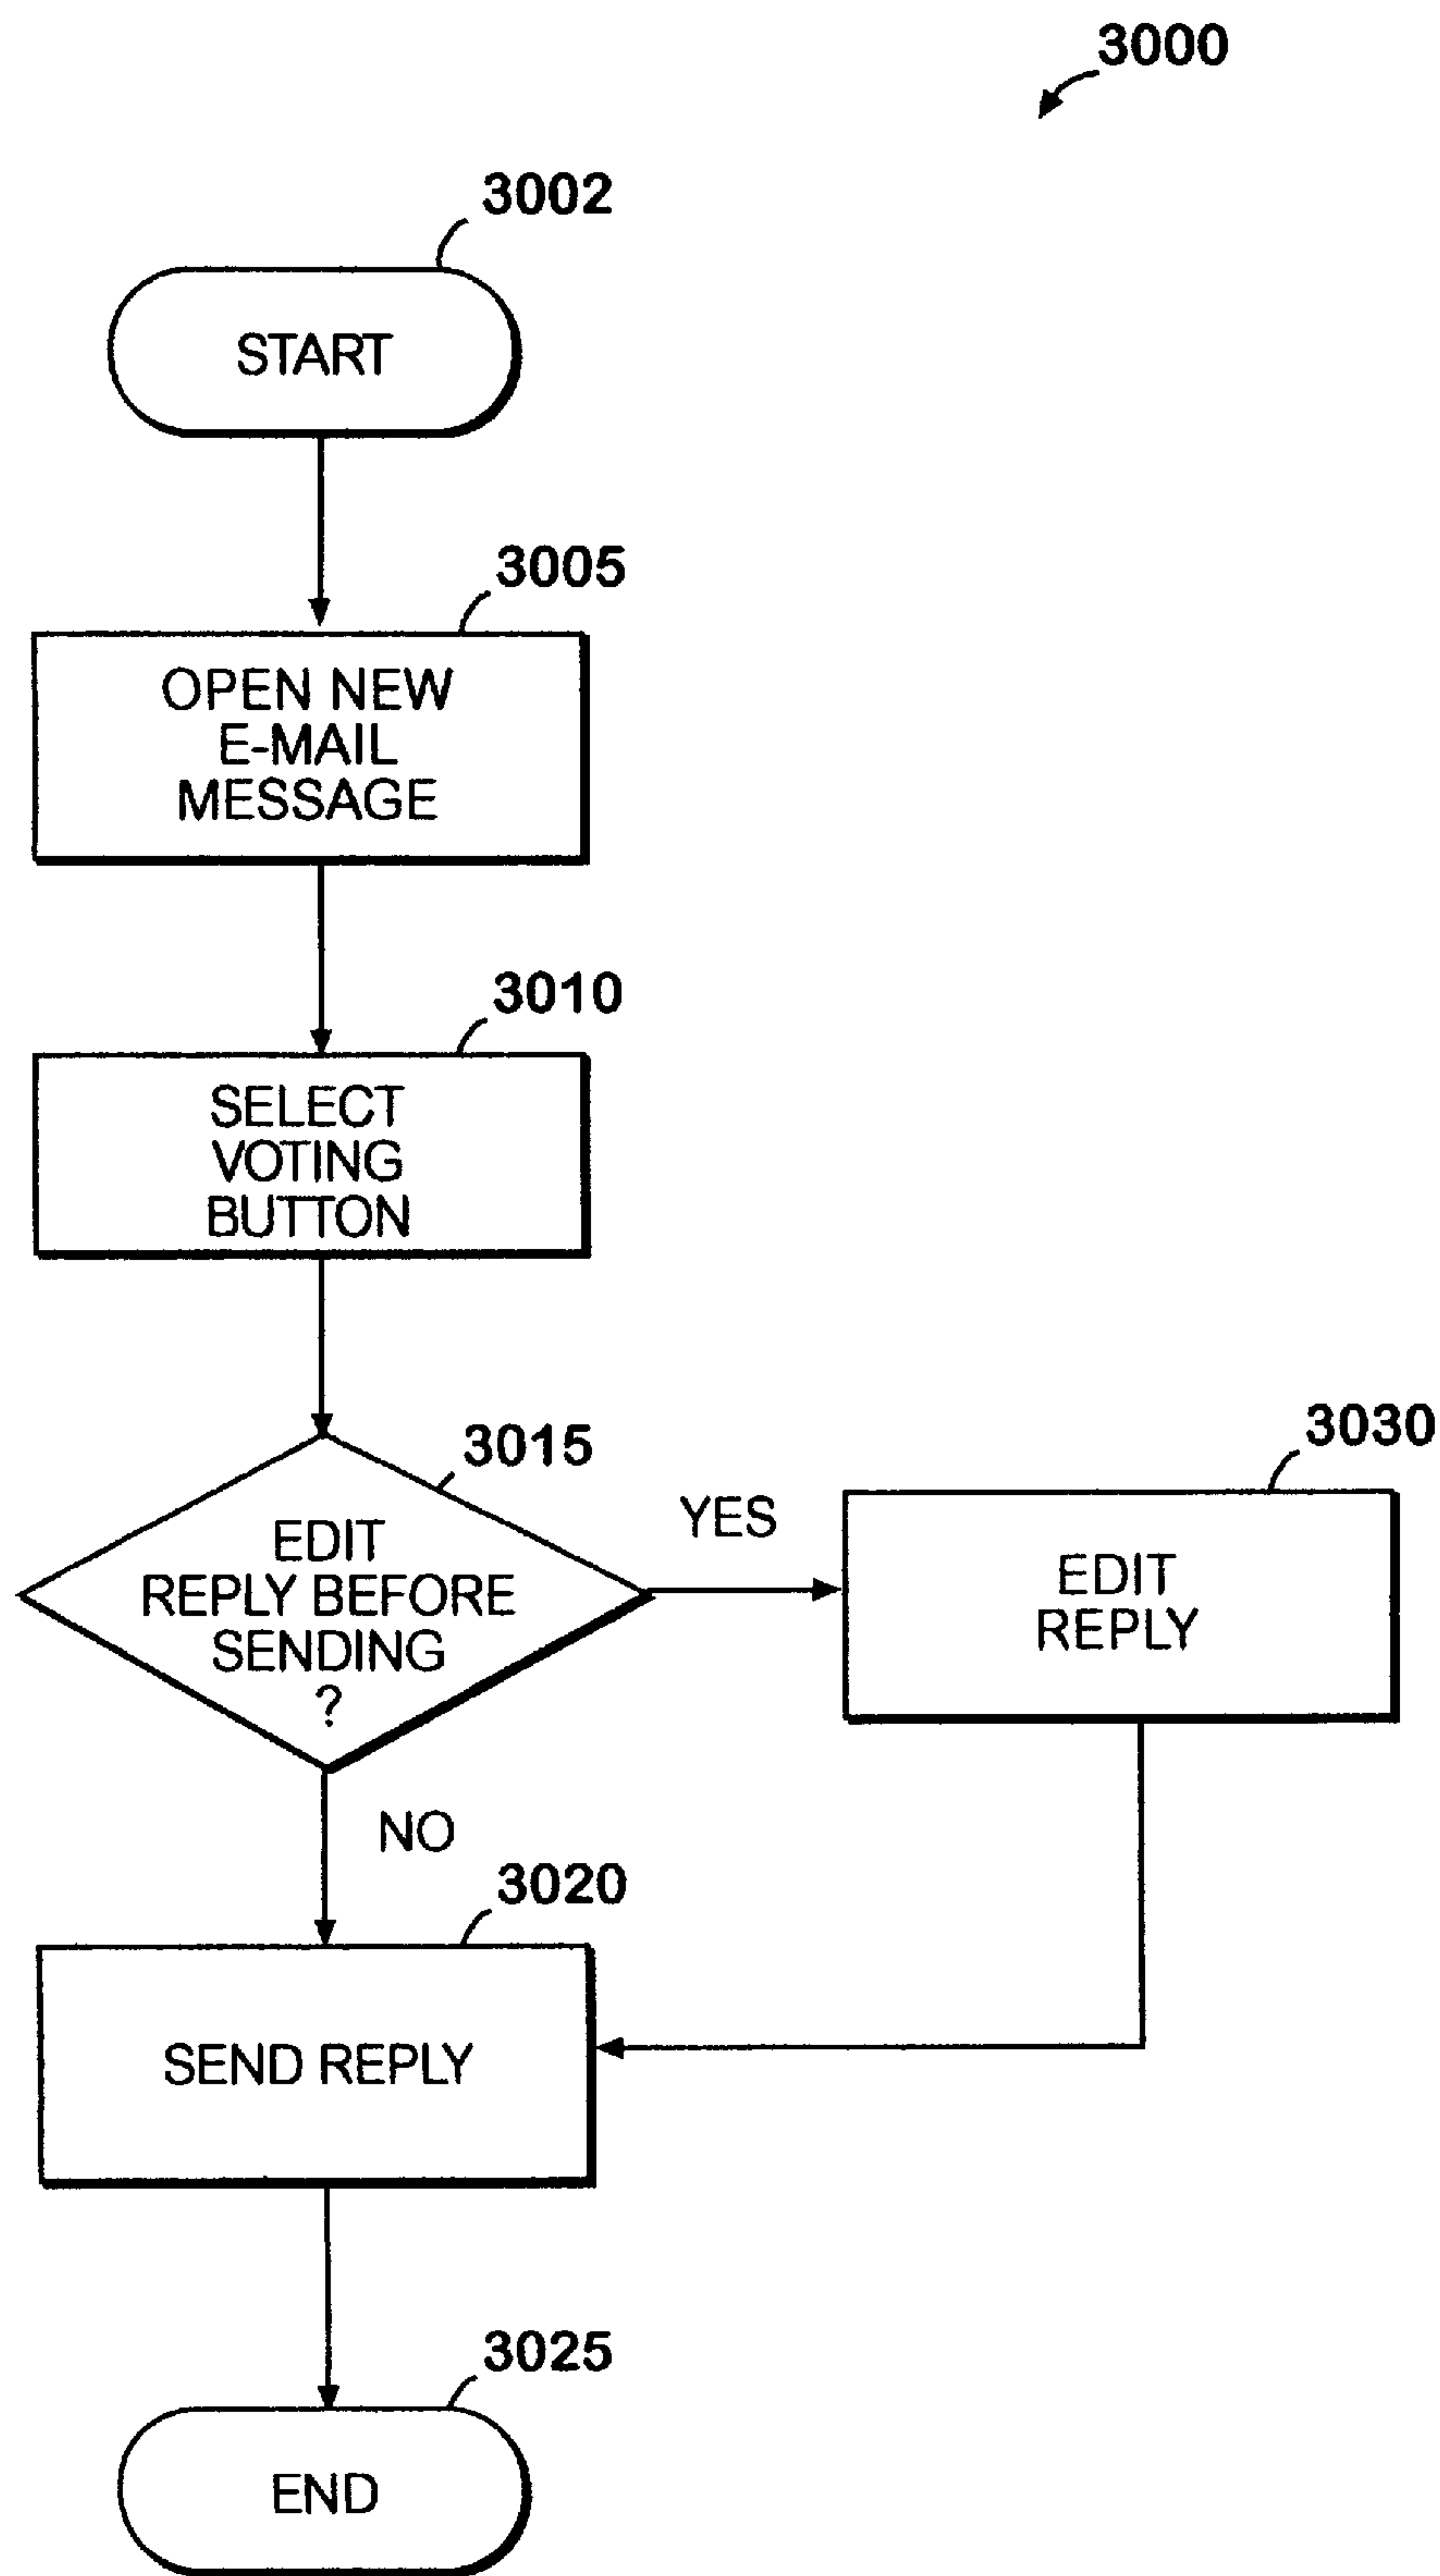 3000
3002
START
3005
OPEN NEW
E-MAIL
MESSAGE
3010
SELECT
VOTING
BUTTON
3015
EDIT
REPLY BEFORE
SENDING
?
YES
3030
EDIT
REPLY
NO
3020
SEND REPLY
3025
END